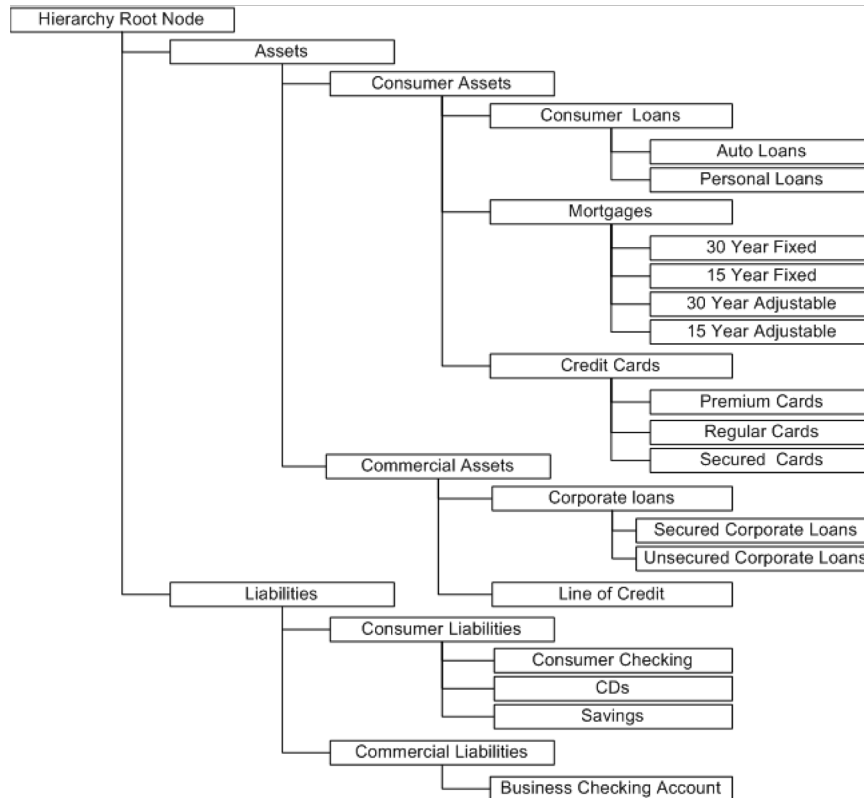 Hierarchy Root Node
Assets
Consumer Assets
Consumer Loans
Auto Loans
Personal Loans
Mortgages
30 Year Fixed
15 Year Fixed
30 Year Adjustable
15 Year Adjustable
Credit Cards
Premium Cards
Regular Cards
Secured Cards
Commercial Assets
Corporate loans
Secured Corporate Loans
Unsecured Corporate Loans
Liabilities
Line of Credit
Consumer Liabilities
Consumer Checking
CDs
Savings
Commercial Liabilities
Business Checking Account